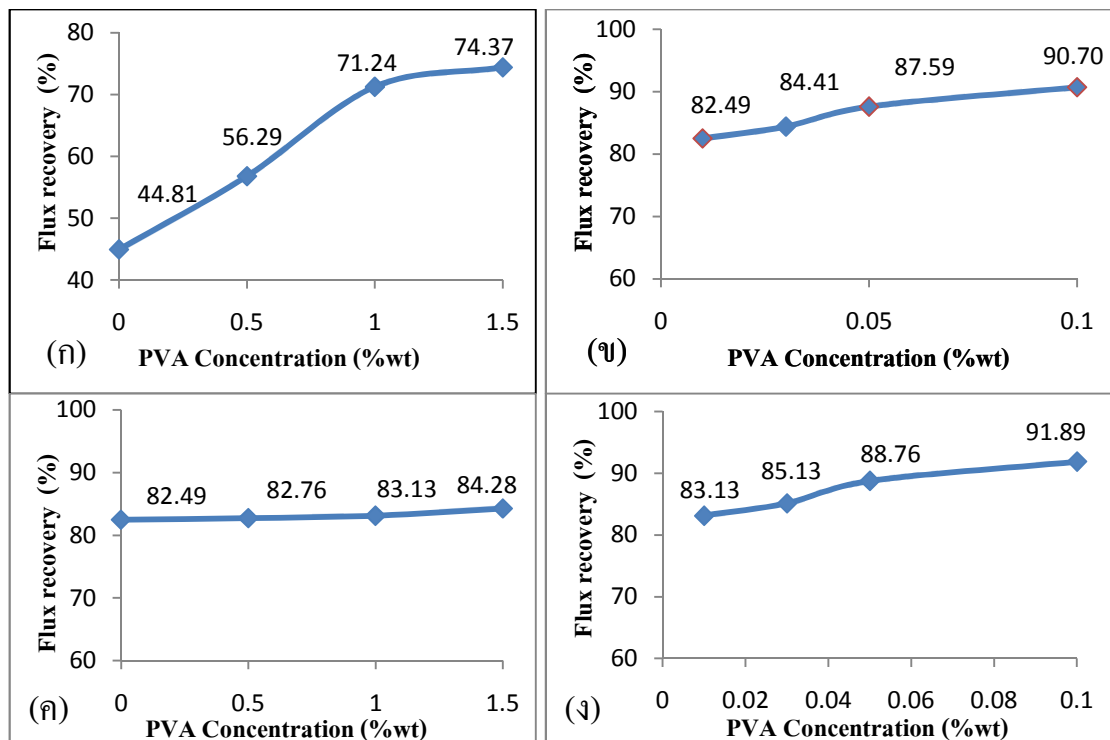 80
70
60
50
40
Flux recovery (%)
44.81
56.29
71.24
74.37
0 0.5 1 1.5
(ก)
PVA Concentration (%wt)
100
90
80
70
60
Flux recovery (%)
82.49
84.41
87.59
90.70
0 0.05 0.1
(ข)
PVA Concentration (%wt)
100
90
80
70
60
Flux recovery (%)
82.49
82.76
83.13
84.28
0 0.5 1 1.5
(ค)
PVA Concentration (%wt)
100
90
80
70
60
Flux recovery (%)
83.13
85.13
88.76
91.89
0 0.02 0.04 0.06 0.08 0.1
(ง)
PVA Concentration (%wt)